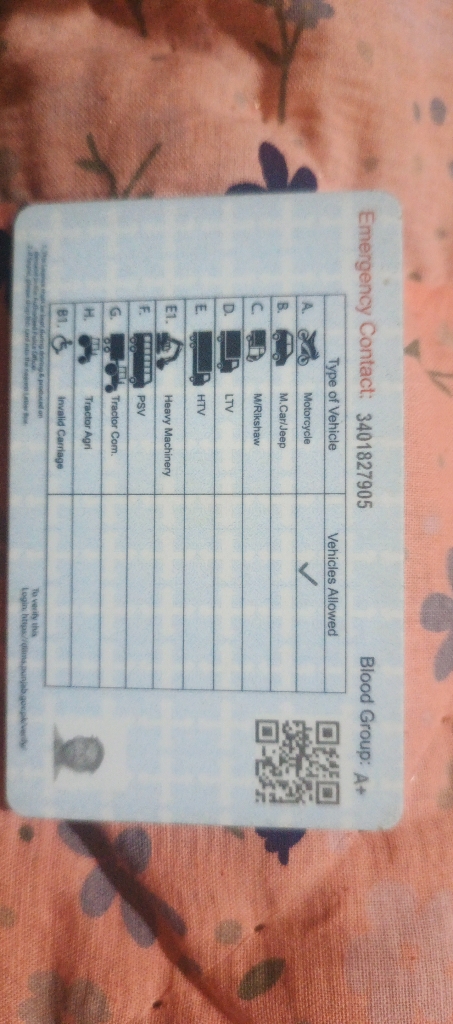 Emergency Contact: 3401827905 Blood Group: A+
Type of Vehicle Vehicles Allowed
A. Motorcycle ✓
B. M.Car/Jeep
C. M/Rikshaw
D. LTV
E. HTV
E1. Heavy Machinery
F. PSV
G. Tractor Com.
H. Tractor Agri
B1. Invalid Carriage
To verify this